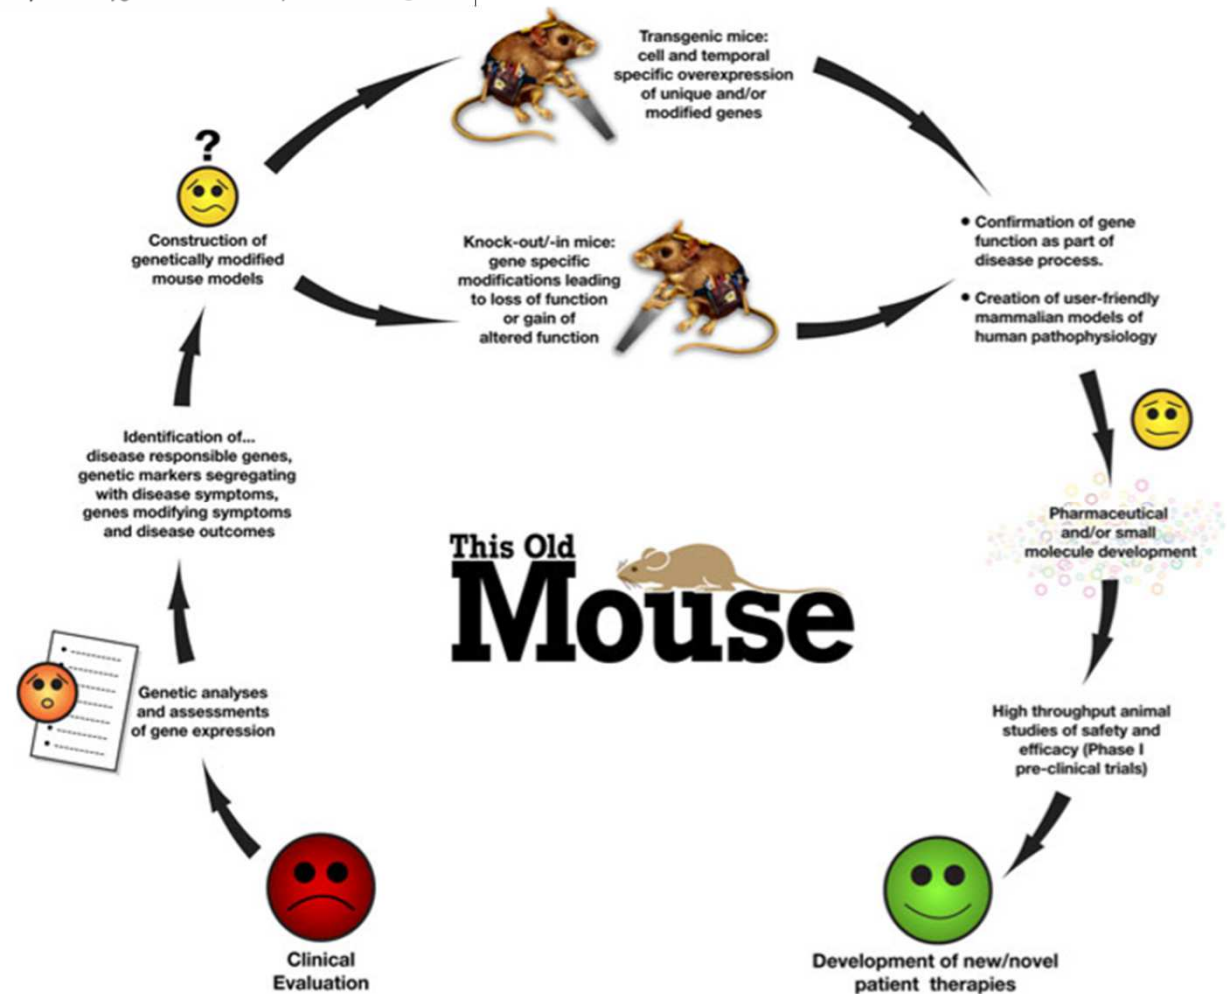 Transgenic mice:
cell and temporal
specific overexpression
of unique and/or
modified genes
?
Construction of
genetically modified
mouse models
Knock-out/-in mice:
gene specific
modifications leading
to loss of function
or gain of
altered function
• Confirmation of gene
function as part of
disease process.
• Creation of user-friendly
mammalian models of
human pathophysiology
Identification of...
disease responsible genes,
genetic markers segregating
with disease symptoms,
genes modifying symptoms
and disease outcomes
Pharmaceutical
and/or small
molecule development
This Old
Mouse
Genetic analyses
and assessments
of gene expression
High throughput animal
studies of safety and
efficacy (Phase I
pre-clinical trials)
Clinical
Evaluation
Development of new/novel
patient therapies